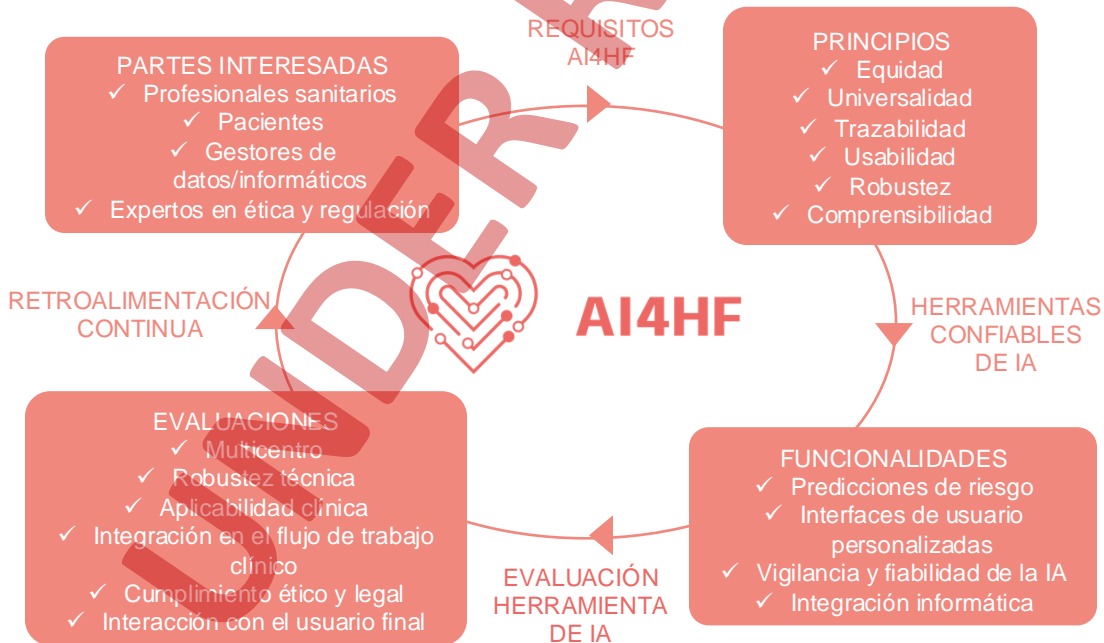 REQUISITOS
AI4HF
PARTES INTERESADAS
✓ Profesionales sanitarios
✓ Pacientes
✓ Gestores de
datos/informáticos
✓ Expertos en ética y regulación
PRINCIPIOS
✓ Equidad
✓ Universalidad
✓ Trazabilidad
✓ Usabilidad
✓ Robustez
✓ Comprensibilidad
RETROALIMENTACIÓN
CONTINUA
AI4HF
HERRAMIENTAS
CONFIABLES
DE IA
EVALUACIONES
✓ Multicentro
✓ Robustez técnica
✓ Aplicabilidad clínica
✓ Integración en el flujo de trabajo
clínico
✓ Cumplimiento ético y legal
✓ Interacción con el usuario final
FUNCIONALIDADES
✓ Predicciones de riesgo
✓ Interfaces de usuario
personalizadas
✓ Vigilancia y fiabilidad de la IA
✓ Integración informática
EVALUACIÓN
HERRAMIENTA
DE IA
UNDER